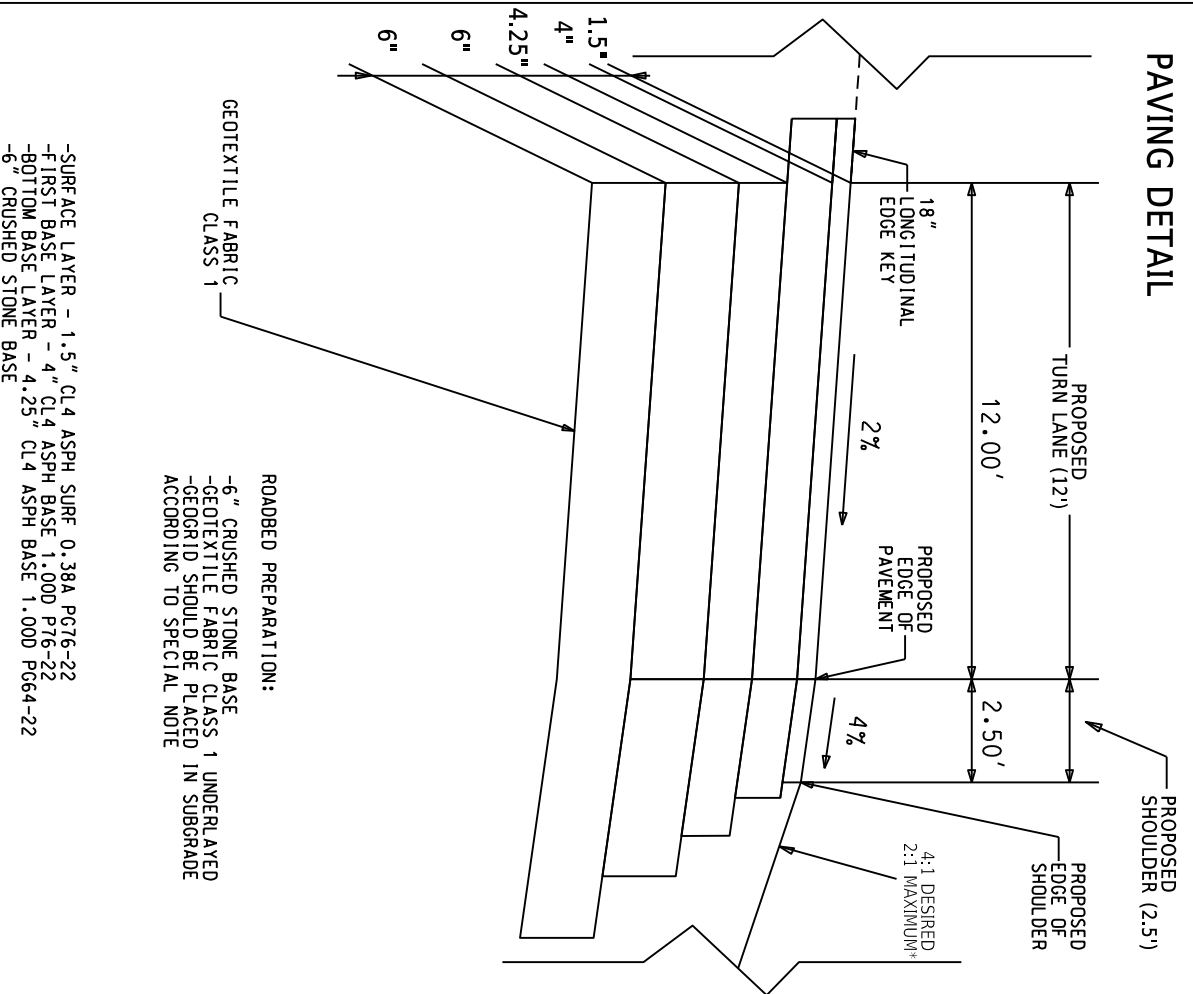 PAVING DETAIL
PROPOSED
TURN LANE (12')
PROPOSED
SHOULDER (2.5')
12.00'
2.50'
18"
LONGITUDINAL
EDGE KEY
PROPOSED
EDGE OF
PAVEMENT
PROPOSED
EDGE OF
SHOULDER
2%
4%
4:1 DESIRED
2:1 MAXIMUM*
1.5"
4"
4.25"
6"
6"
GEOTEXTILE FABRIC
CLASS 1
ROADBED PREPARATION:
-6" CRUSHED STONE BASE
-GEOTEXTILE FABRIC CLASS 1 UNDERLAYED
-GEOGRID SHOULD BE PLACED IN SUBGRADE
ACCORDING TO SPECIAL NOTE
-SURFACE LAYER - 1.5" CL4 ASPH SURF 0.38A PG76-22
-FIRST BASE LAYER - 4" CL4 ASPH BASE 1.00D P76-22
-BOTTOM BASE LAYER - 4.25" CL4 ASPH BASE 1.00D PG64-22
-6" CRUSHED STONE BASE